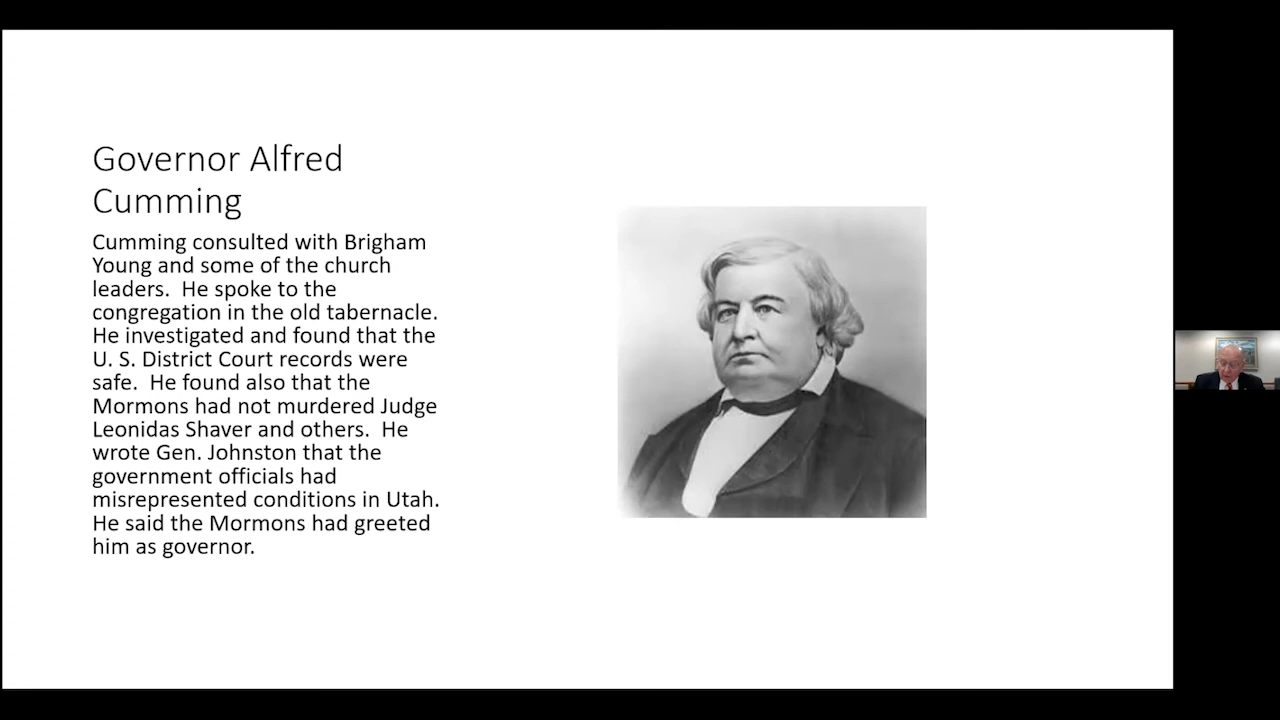 Governor Alfred
Cumming
Cumming consulted with Brigham
Young and some of the church
leaders.  He spoke to the
congregation in the old tabernacle.
He investigated and found that the
U. S. District Court records were
safe.  He found also that the
Mormons had not murdered Judge
Leonidas Shaver and others.  He
wrote Gen. Johnston that the
government officials had
misrepresented conditions in Utah.
He said the Mormons had greeted
him as governor.